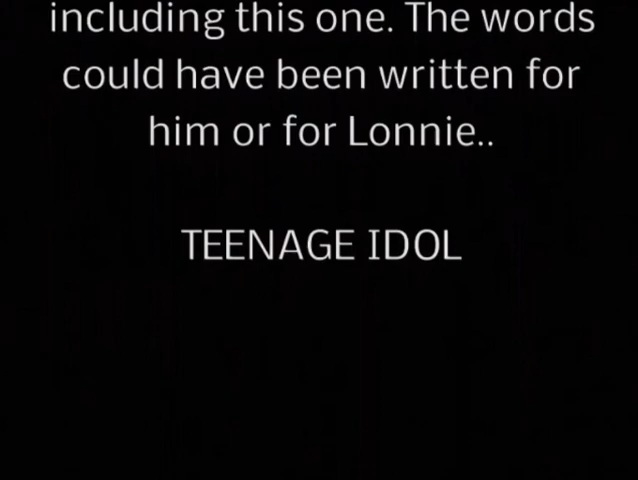 including this one. The words
could have been written for
him or for Lonnie..
TEENAGE IDOL